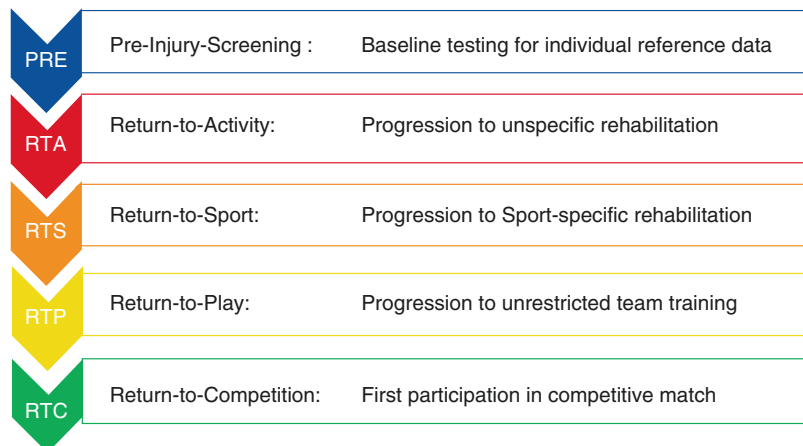 PRE Pre-Injury-Screening : Baseline testing for individual reference data
RTA Return-to-Activity: Progression to unspecific rehabilitation
RTS Return-to-Sport: Progression to Sport-specific rehabilitation
RTP Return-to-Play: Progression to unrestricted team training
RTC Return-to-Competition: First participation in competitive match